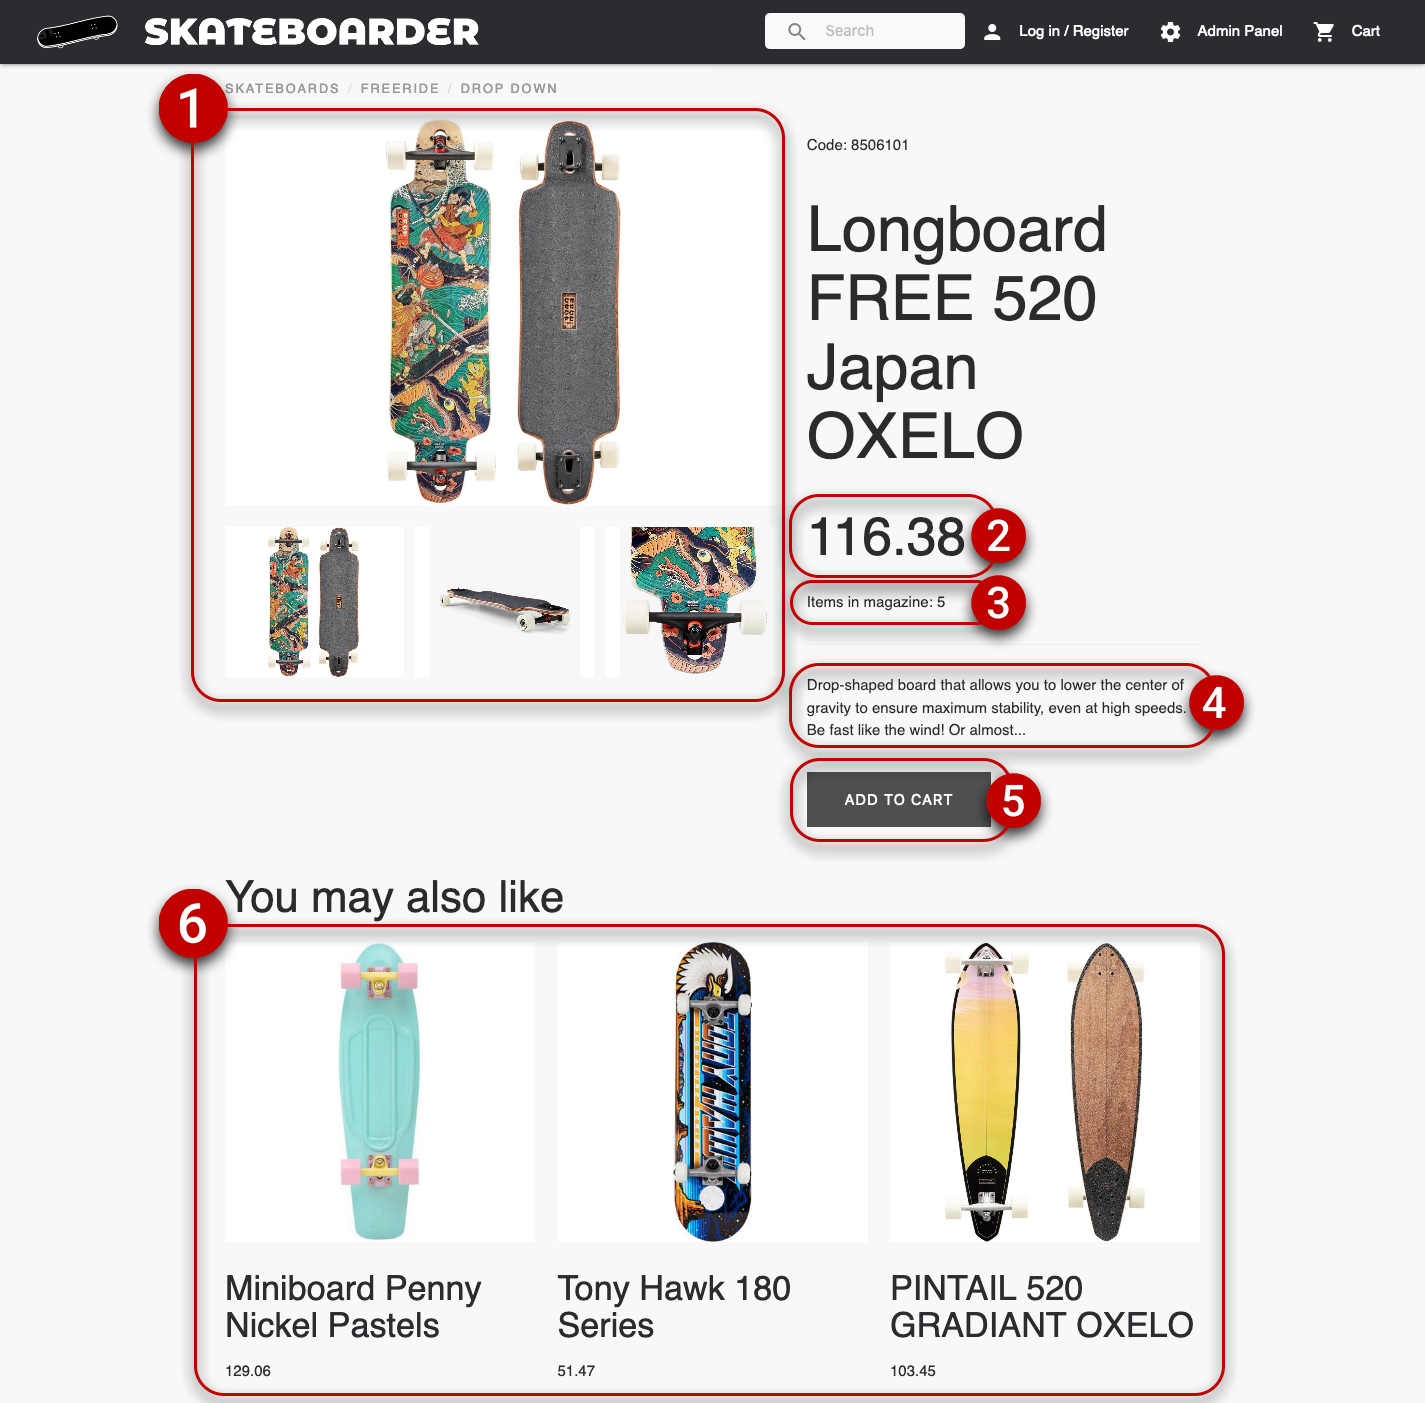 SKATEBOARDER
Search
Log in / Register
Admin Panel
Cart
SKATEBOARDS / FREERIDE / DROP DOWN
1
Code: 8506101
Longboard
FREE 520
Japan
OXELO
116.38
2
Items in magazine: 5
3
Drop-shaped board that allows you to lower the center of
gravity to ensure maximum stability, even at high speeds.
Be fast like the wind! Or almost...
4
ADD TO CART
5
You may also like
6
TONY HAWK
Miniboard Penny
Nickel Pastels
129.06
Tony Hawk 180
Series
51.47
PINTAIL 520
GRADIANT OXELO
103.45